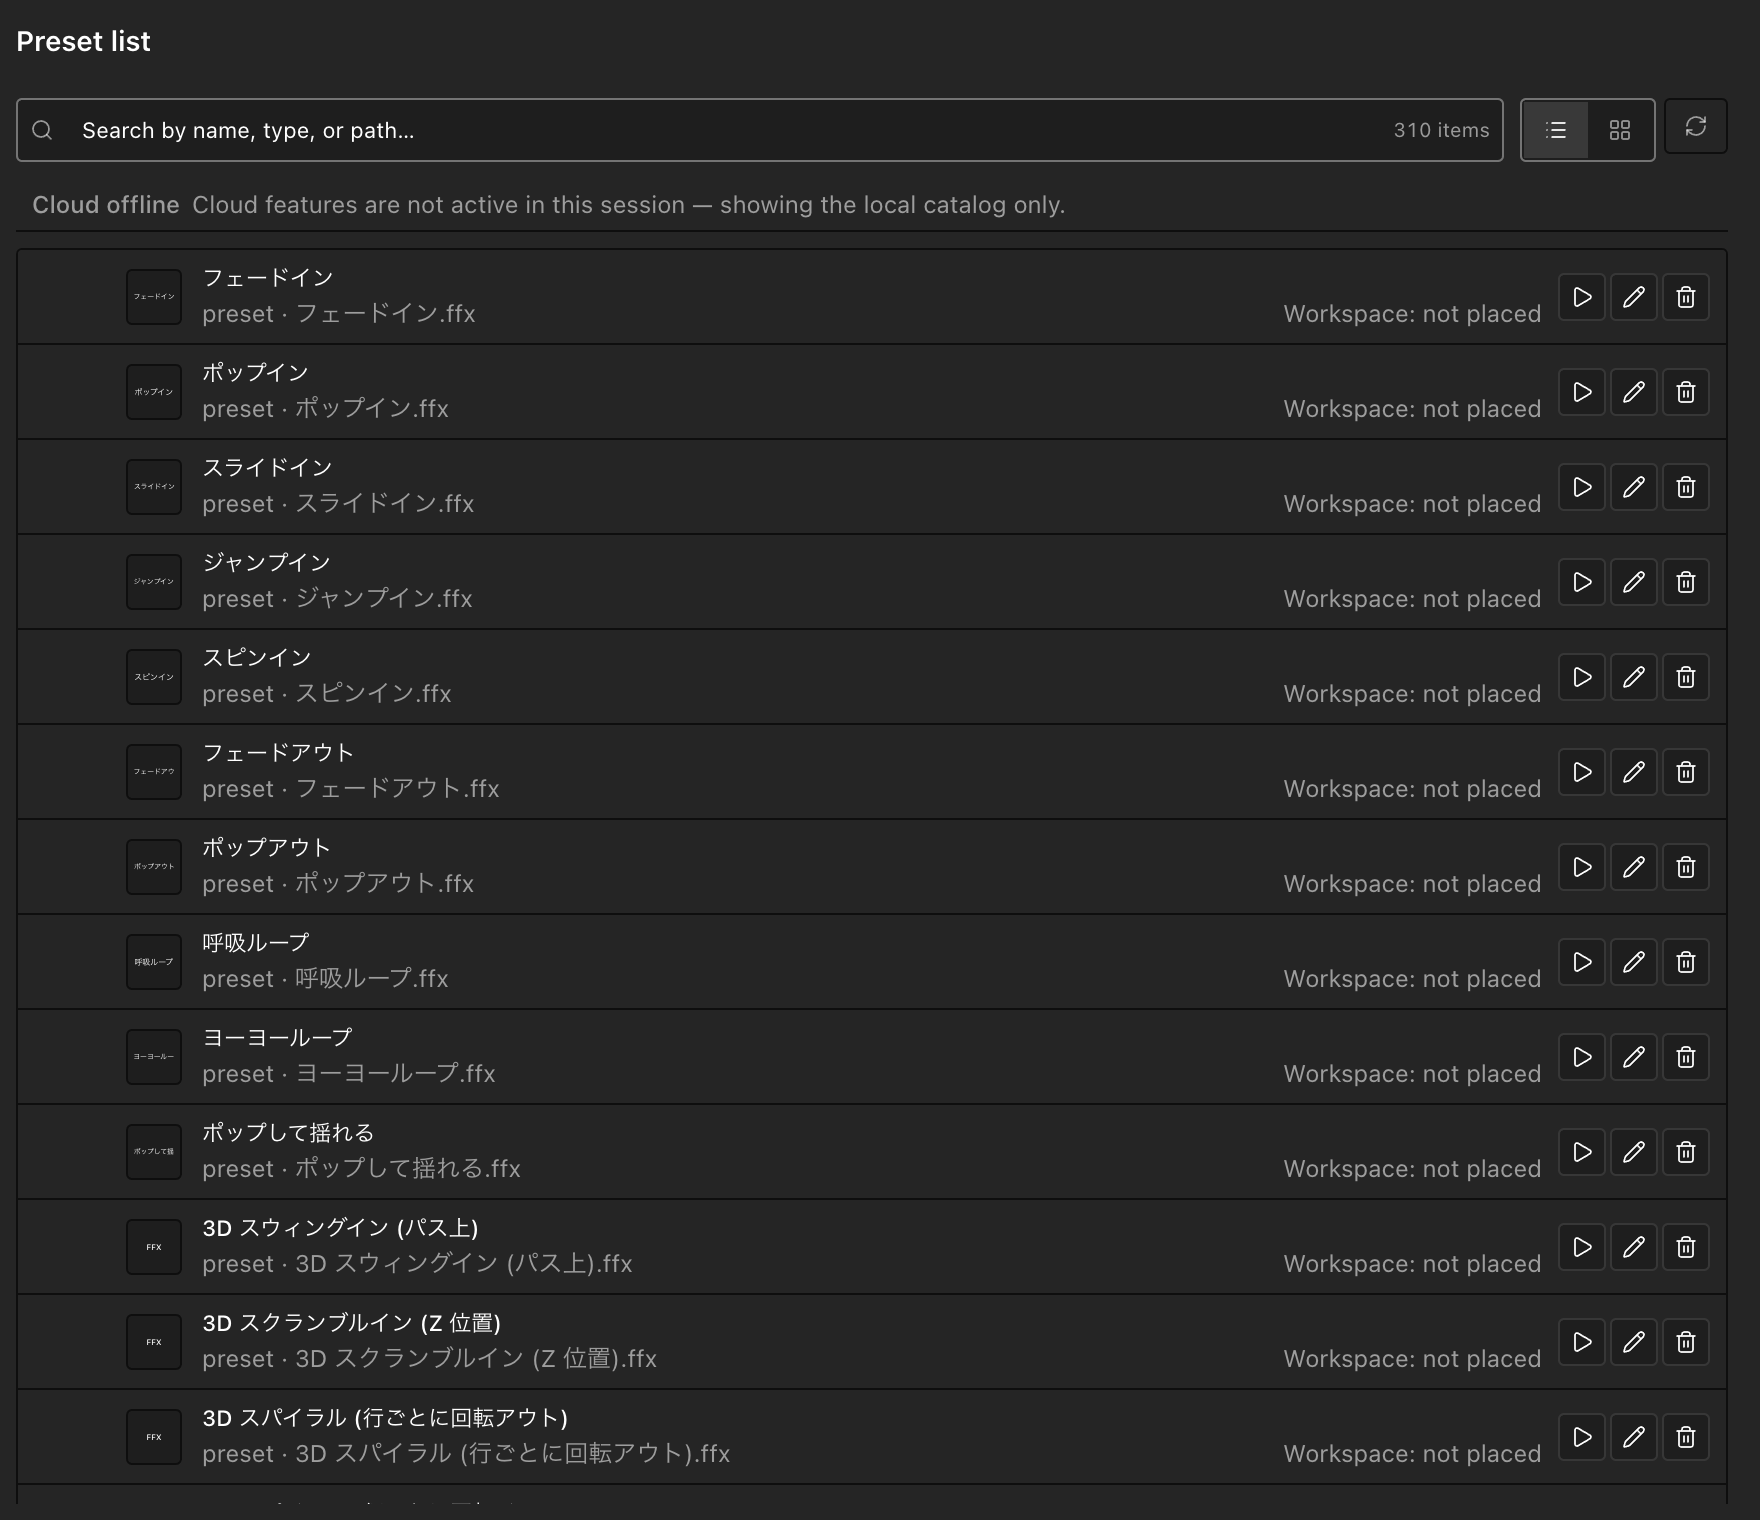 Preset list
Search by name, type, or path...
310 items
Cloud offline Cloud features are not active in this session — showing the local catalog only.
フェードイン
フェードイン
preset · フェードイン.ffx
Workspace: not placed
ポップイン
ポップイン
preset · ポップイン.ffx
Workspace: not placed
スライドイン
スライドイン
preset · スライドイン.ffx
Workspace: not placed
ジャンプイン
ジャンプイン
preset · ジャンプイン.ffx
Workspace: not placed
スピンイン
スピンイン
preset · スピンイン.ffx
Workspace: not placed
フェードアウ
フェードアウト
preset · フェードアウト.ffx
Workspace: not placed
ポップアウト
ポップアウト
preset · ポップアウト.ffx
Workspace: not placed
呼吸ループ
呼吸ループ
preset · 呼吸ループ.ffx
Workspace: not placed
ヨーヨールー
ヨーヨーループ
preset · ヨーヨーループ.ffx
Workspace: not placed
ポップして揺
ポップして揺れる
preset · ポップして揺れる.ffx
Workspace: not placed
FFX
3D スウィングイン (パス上)
preset · 3D スウィングイン (パス上).ffx
Workspace: not placed
FFX
3D スクランブルイン (Z 位置)
preset · 3D スクランブルイン (Z 位置).ffx
Workspace: not placed
FFX
3D スパイラル (行ごとに回転アウト)
preset · 3D スパイラル (行ごとに回転アウト).ffx
Workspace: not placed